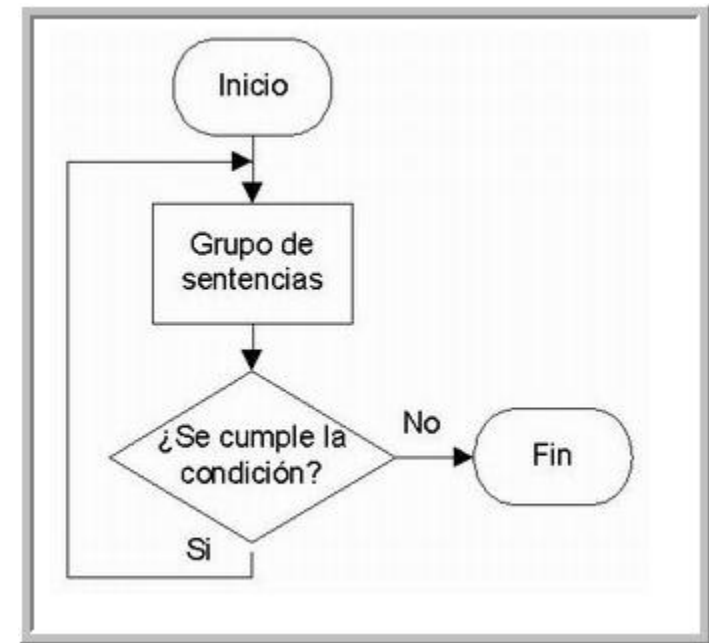 Inicio
Grupo de
sentencias
¿Se cumple la
condición?
No
Fin
Si